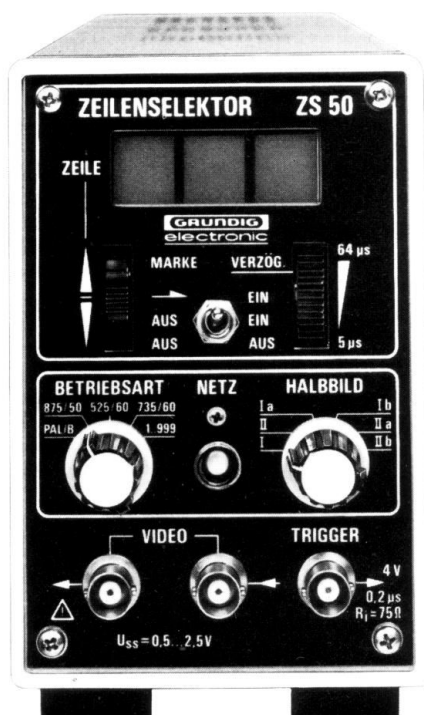 ZEILENSELEKTOR ZS 50
ZEILE
GRUNDIG
electronic
MARKE VERZÖG. 64 µs
EIN
AUS EIN
AUS AUS 5 µs
BETRIEBSART NETZ HALBBILD
875/50 525/60 735/60
PAL/B 1.999
I a I b
II II a
I II b
VIDEO TRIGGER
4 V
0,2 µs
Ri=75Ω
USS=0,5...2,5V